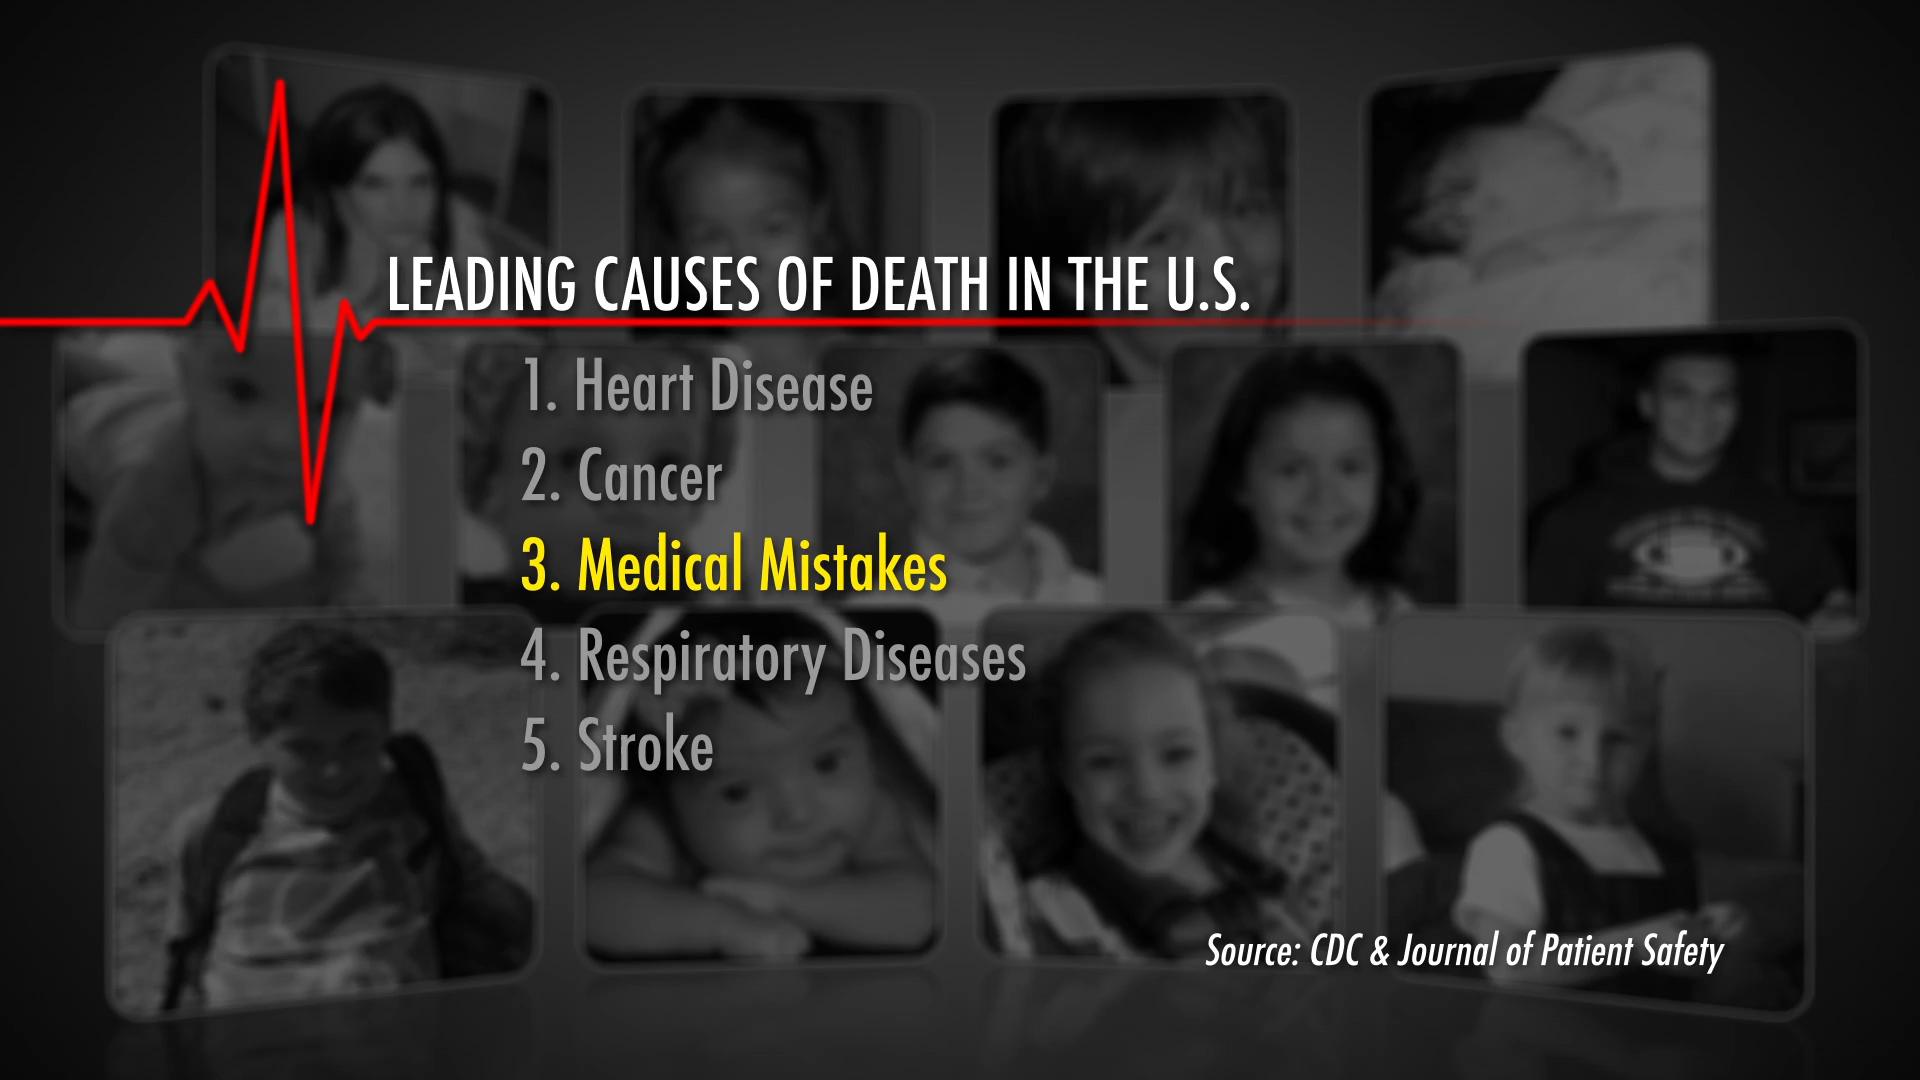 LEADING CAUSES OF DEATH IN THE U.S.
1. Heart Disease
2. Cancer
3. Medical Mistakes
4. Respiratory Diseases
5. Stroke
Source: CDC & Journal of Patient Safety